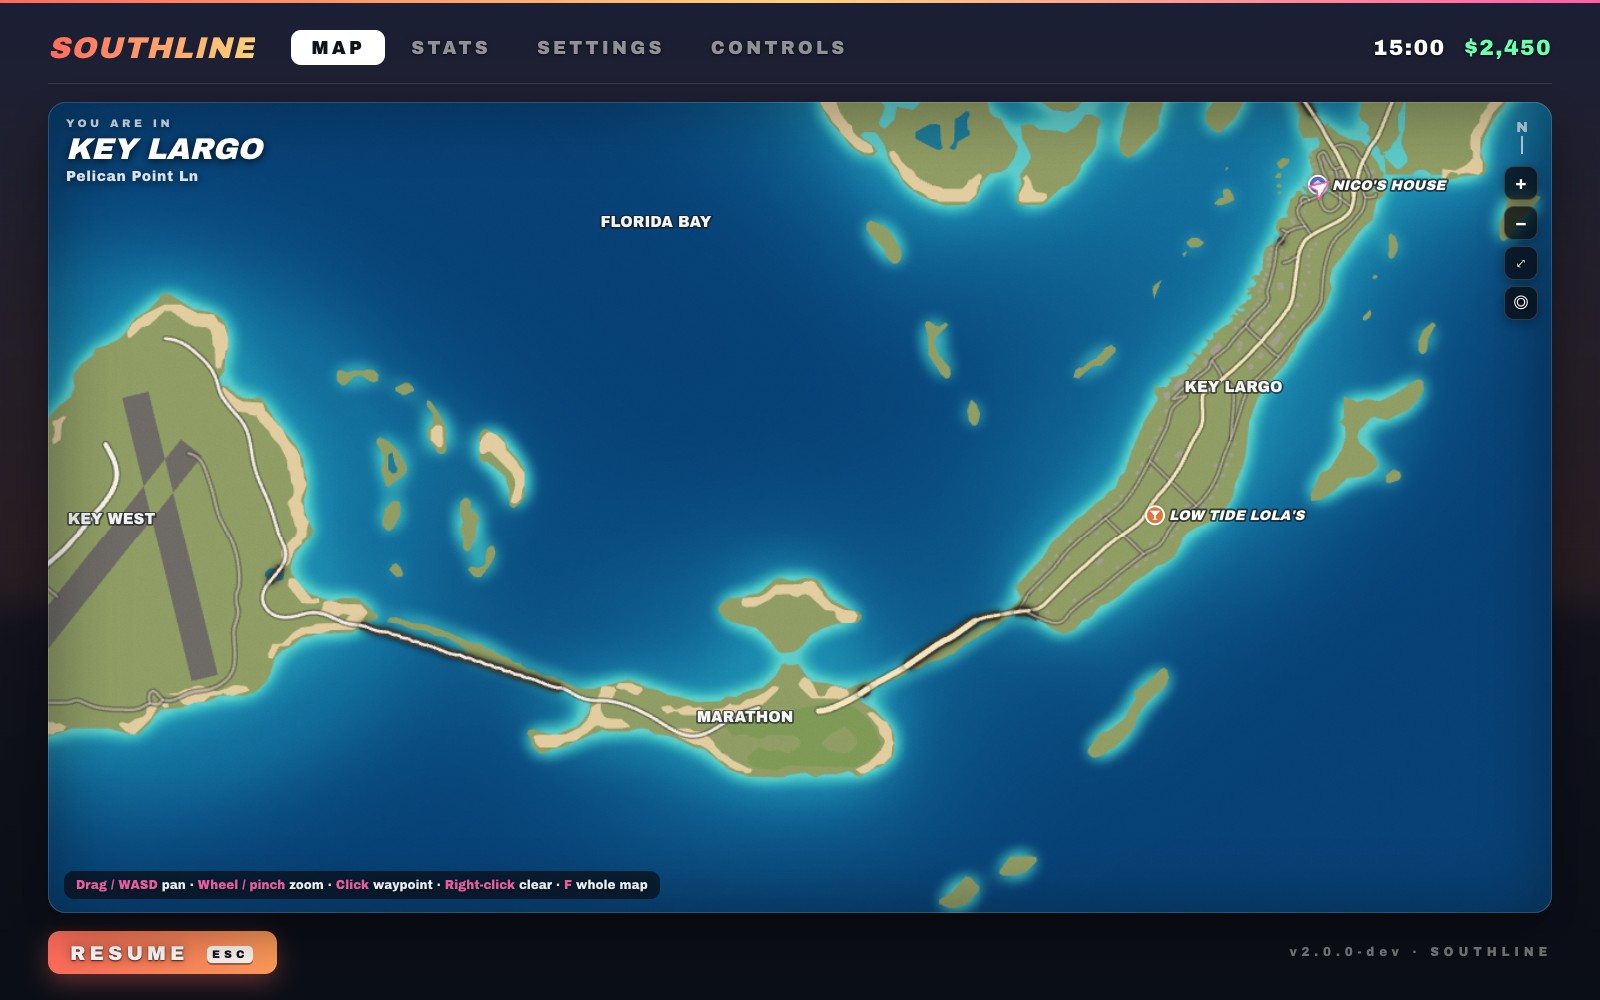 SOUTHLINE
MAP
STATS
SETTINGS
CONTROLS
15:00
$2,450
YOU ARE IN
KEY LARGO
Pelican Point Ln
N
NICO'S HOUSE
+
−
FLORIDA BAY
KEY LARGO
KEY WEST
LOW TIDE LOLA'S
MARATHON
Drag / WASD pan · Wheel / pinch zoom · Click waypoint · Right-click clear · F whole map
RESUME ESC
v2.0.0-dev · SOUTHLINE